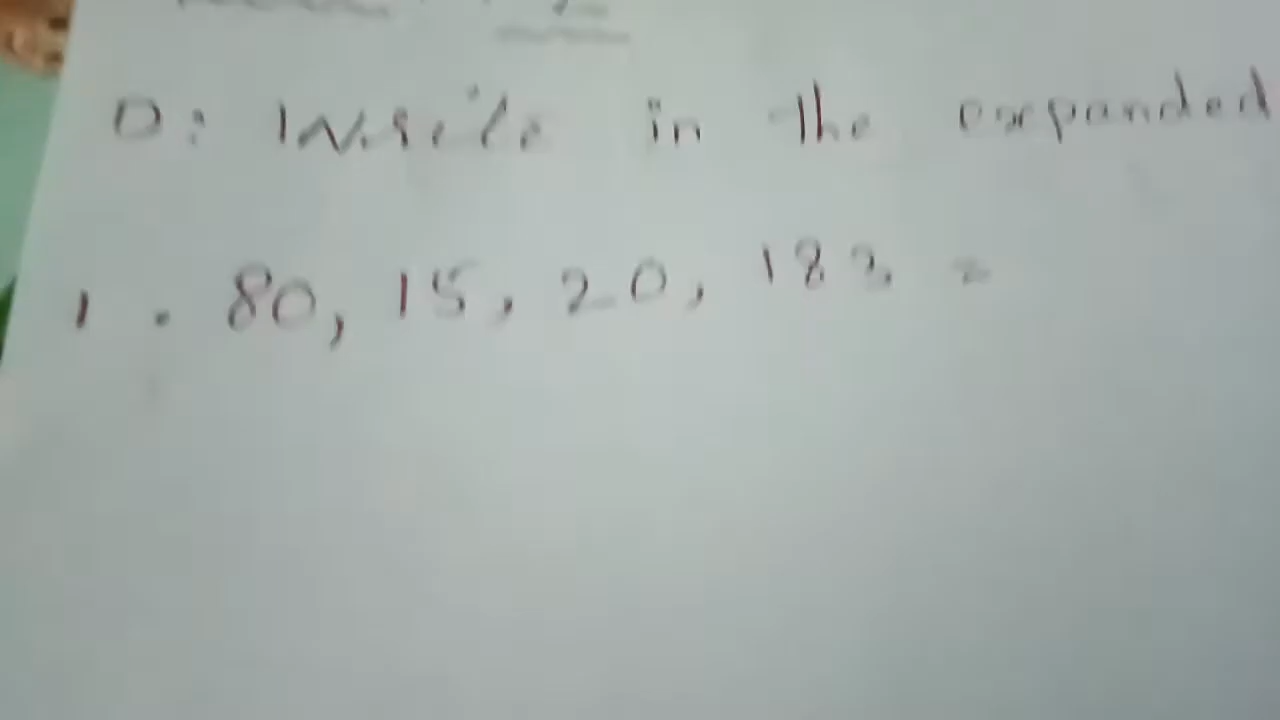 D: Write in the expanded
1. 80, 15, 20, 183 =